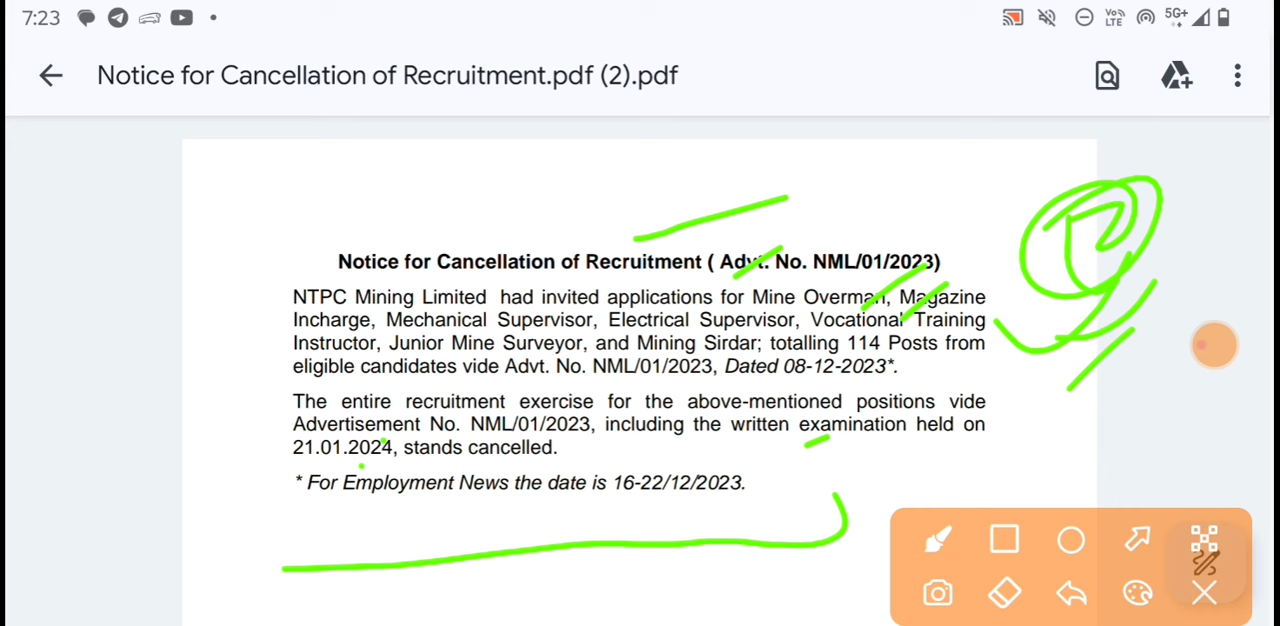 7:23
Vo
LTE
5G+
Notice for Cancellation of Recruitment.pdf (2).pdf
Notice for Cancellation of Recruitment ( Advt. No. NML/01/2023)
NTPC Mining Limited had invited applications for Mine Overman, Magazine
Incharge, Mechanical Supervisor, Electrical Supervisor, Vocational Training
Instructor, Junior Mine Surveyor, and Mining Sirdar; totalling 114 Posts from
eligible candidates vide Advt. No. NML/01/2023, Dated 08-12-2023*.
The entire recruitment exercise for the above-mentioned positions vide
Advertisement No. NML/01/2023, including the written examination held on
21.01.2024, stands cancelled.
* For Employment News the date is 16-22/12/2023.